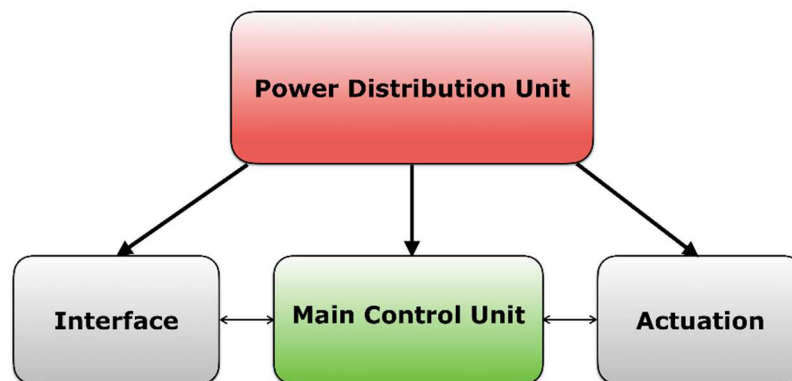 Power Distribution Unit
Interface
Main Control Unit
Actuation